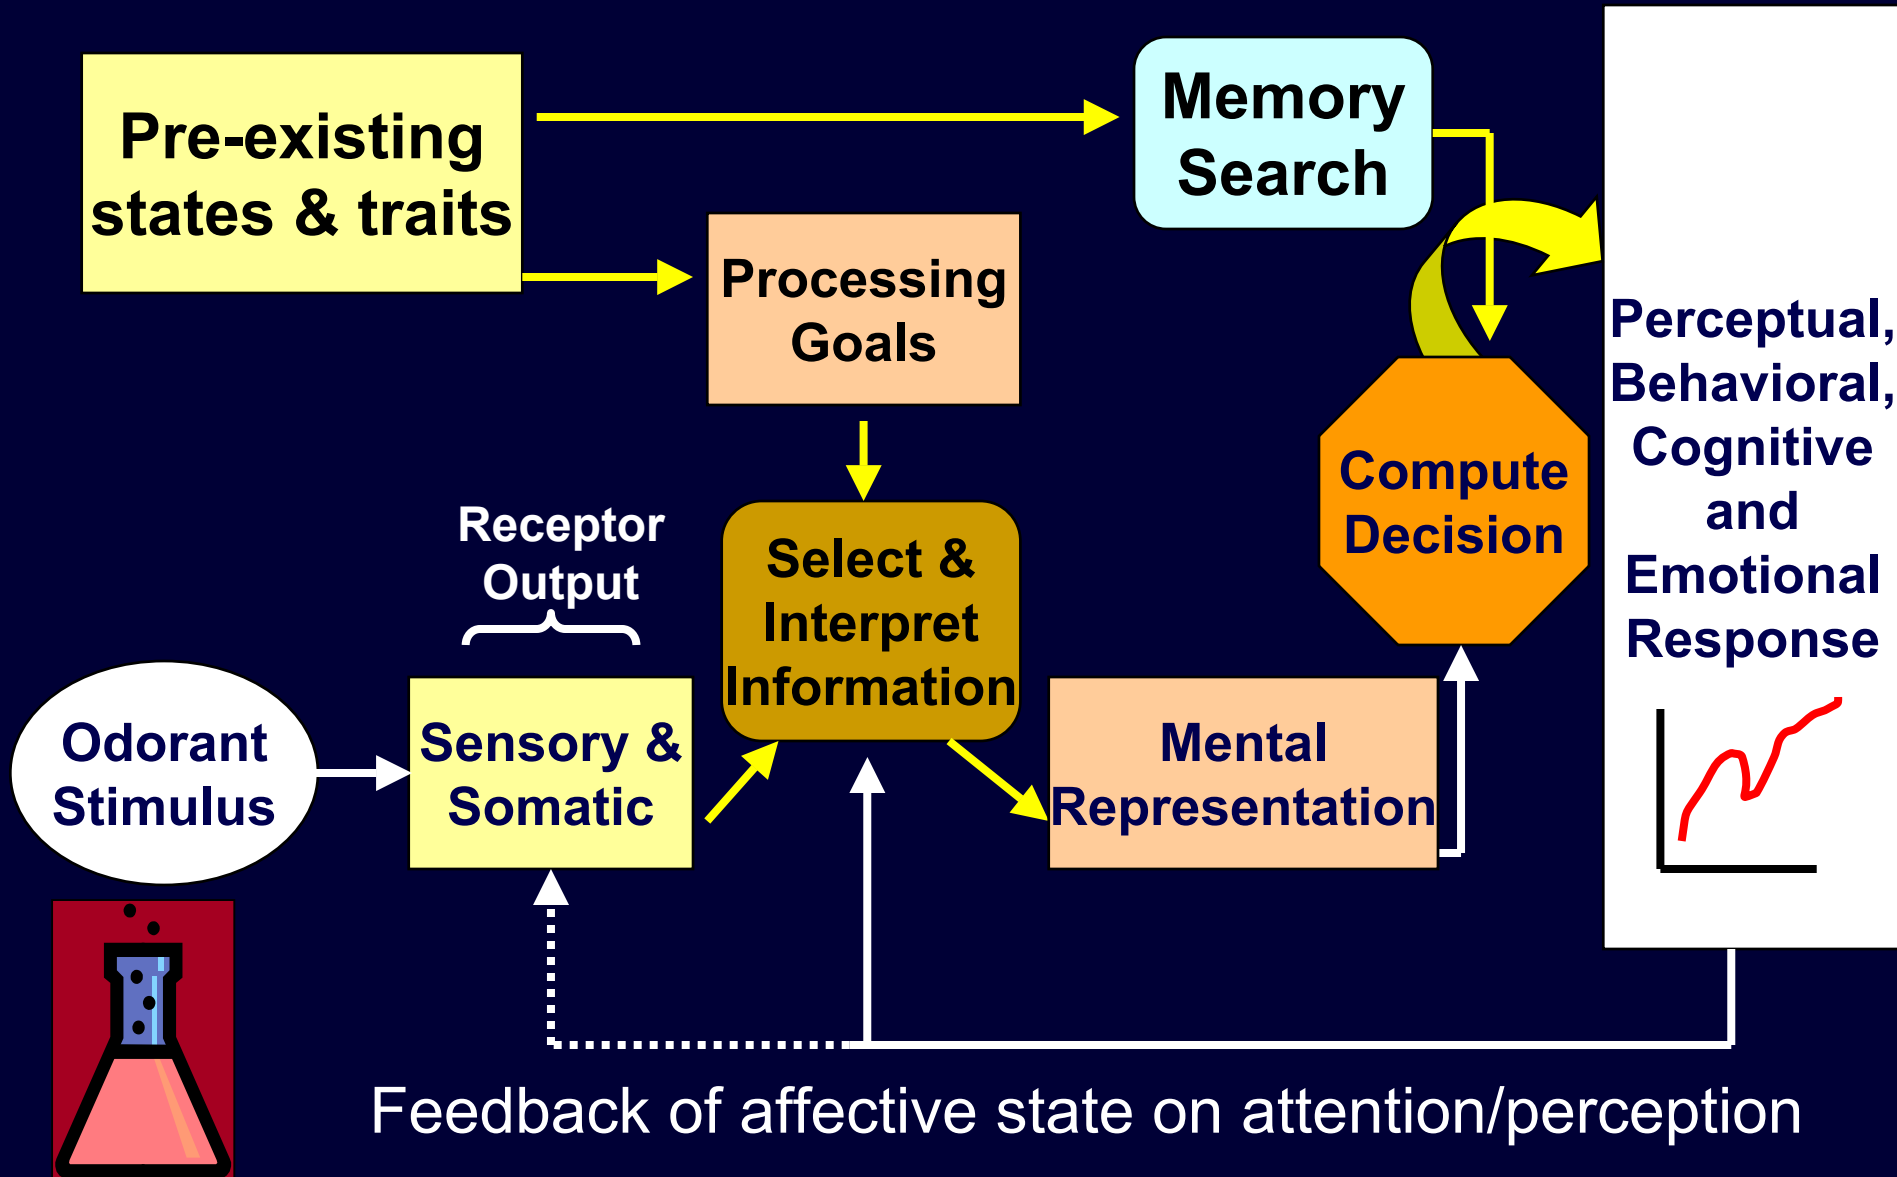 Pre-existing
states & traits
Memory
Search
Processing
Goals
Perceptual,
Behavioral,
Cognitive
and
Emotional
Response
Compute
Decision
Receptor
Output
Select &
Interpret
Information
Odorant
Stimulus
Sensory &
Somatic
Mental
Representation
Feedback of affective state on attention/perception